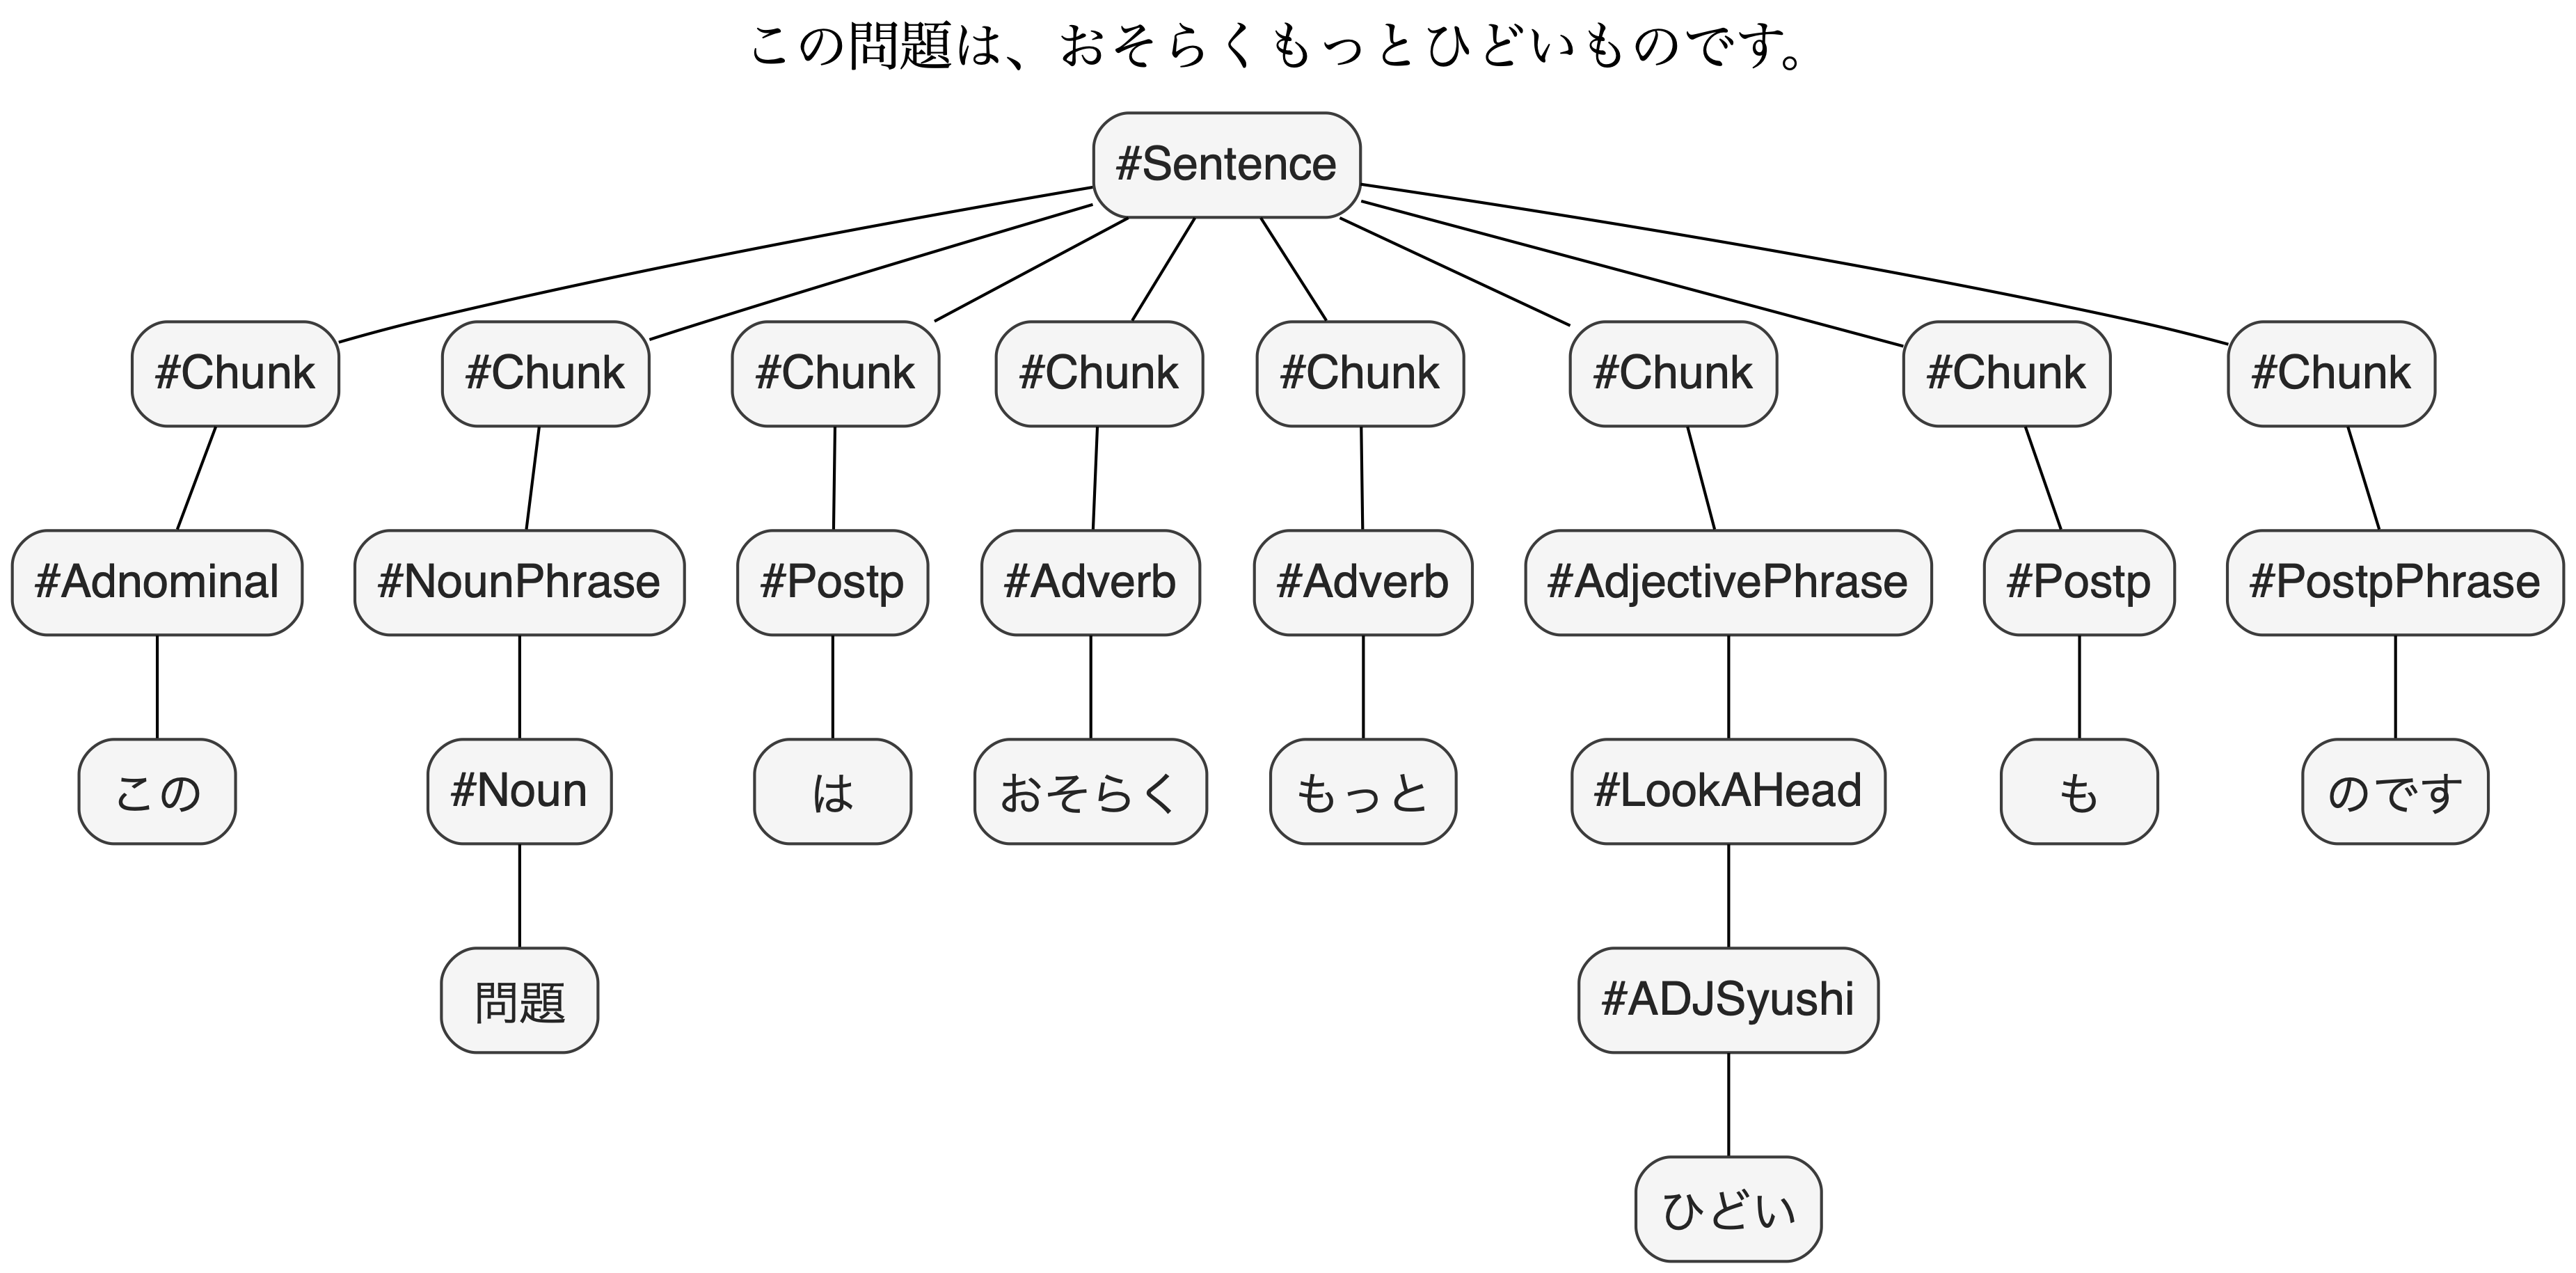 この問題は、おそらくもっとひどいものです。
#Sentence
#Chunk #Chunk #Chunk #Chunk #Chunk #Chunk #Chunk #Chunk
#Adnominal #NounPhrase #Postp #Adverb #Adverb #AdjectivePhrase #Postp #PostpPhrase
この #Noun は おそらく もっと #LookAHead も のです
問題 #ADJSyushi
ひどい